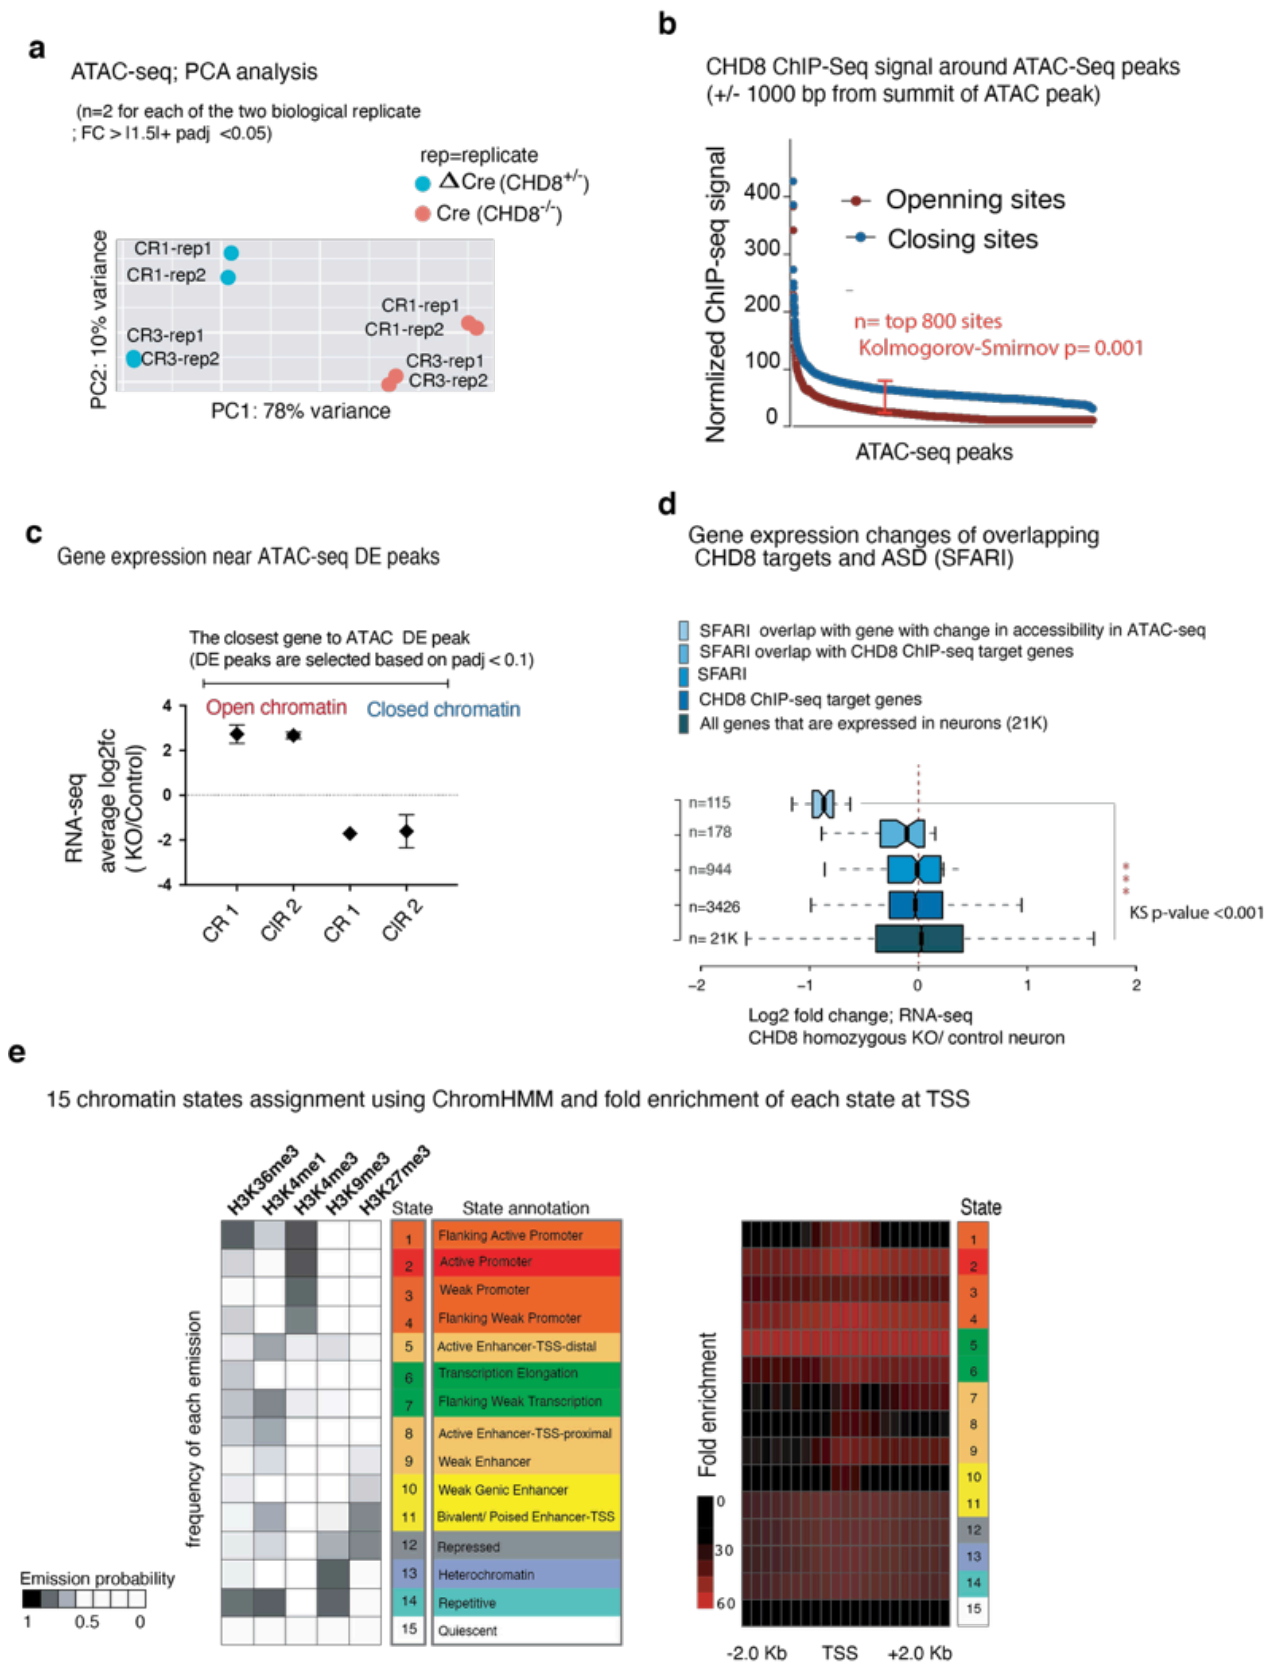 a
ATAC-seq; PCA analysis
(n=2 for each of the two biological replicate
; FC > I1.5I+ padj <0.05)
rep=replicate
Δ Cre (CHD8+/-)
Cre (CHD8-/-)
CR1-rep1
CR1-rep2
CR3-rep1
CR3-rep2
CR1-rep1
CR1-rep2
CR3-rep1
CR3-rep2
PC2: 10% variance
PC1: 78% variance
b
CHD8 ChIP-Seq signal around ATAC-Seq peaks
(+/- 1000 bp from summit of ATAC peak)
Normlized ChIP-seq signal
400
300
200
100
0
Openning sites
Closing sites
n= top 800 sites
Kolmogorov-Smirnov p= 0.001
ATAC-seq peaks
c
Gene expression near ATAC-seq DE peaks
The closest gene to ATAC DE peak
(DE peaks are selected based on padj < 0.1)
Open chromatin
Closed chromatin
RNA-seq
average log2fc
( KO/Control)
4
2
0
-2
-4
CR 1
CIR 2
CR 1
CIR 2
d
Gene expression changes of overlapping
CHD8 targets and ASD (SFARI)
SFARI overlap with gene with change in accessibility in ATAC-seq
SFARI overlap with CHD8 ChIP-seq target genes
SFARI
CHD8 ChIP-seq target genes
All genes that are expressed in neurons (21K)
n=115
n=178
n=944
n=3426
n= 21K
***
KS p-value <0.001
−2
−1
0
1
2
Log2 fold change; RNA-seq
CHD8 homozygous KO/ control neuron
e
15 chromatin states assignment using ChromHMM and fold enrichment of each state at TSS
H3K36me3
H3K4me1
H3K4me3
H3K9me3
H3K27me3
State
State annotation
1 Flanking Active Promoter
2 Active Promoter
3 Weak Promoter
4 Flanking Weak Promoter
5 Active Enhancer-TSS-distal
6 Transcription Elongation
7 Flanking Weak Transcription
8 Active Enhancer-TSS-proximal
9 Weak Enhancer
10 Weak Genic Enhancer
11 Bivalent/ Poised Enhancer-TSS
12 Repressed
13 Heterochromatin
14 Repetitive
15 Quiescent
frequency of each emission
Emission probability
1
0.5
0
Fold enrichment
0
30
60
State
1
2
3
4
5
6
7
8
9
10
11
12
13
14
15
-2.0 Kb
TSS
+2.0 Kb